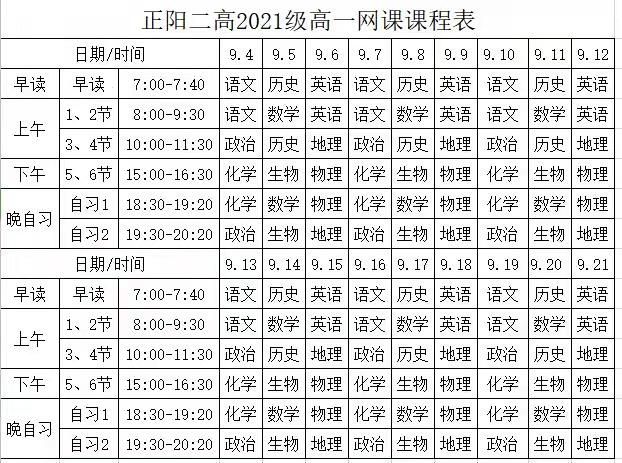 正阳二高2021级高一网课课程表
日期/时间 9.4 9.5 9.6 9.7 9.8 9.9 9.10 9.11 9.12
早读 早读 7:00-7:40 语文 历史 英语 语文 历史 英语 语文 历史 英语
上午 1、2节 8:00-9:30 语文 数学 英语 语文 数学 英语 语文 数学 英语
3、4节 10:00-11:30 政治 历史 地理 政治 历史 地理 政治 历史 地理
下午 5、6节 15:00-16:30 化学 生物 物理 化学 生物 物理 化学 生物 物理
晚自习 自习1 18:30-19:20 化学 数学 物理 化学 数学 物理 化学 数学 物理
自习2 19:30-20:20 政治 生物 地理 政治 生物 地理 政治 生物 地理
日期/时间 9.13 9.14 9.15 9.16 9.17 9.18 9.19 9.20 9.21
早读 早读 7:00-7:40 语文 历史 英语 语文 历史 英语 语文 历史 英语
上午 1、2节 8:00-9:30 语文 数学 英语 语文 数学 英语 语文 数学 英语
3、4节 10:00-11:30 政治 历史 地理 政治 历史 地理 政治 历史 地理
下午 5、6节 15:00-16:30 化学 生物 物理 化学 生物 物理 化学 生物 物理
晚自习 自习1 18:30-19:20 化学 数学 物理 化学 数学 物理 化学 数学 物理
自习2 19:30-20:20 政治 生物 地理 政治 生物 地理 政治 生物 地理